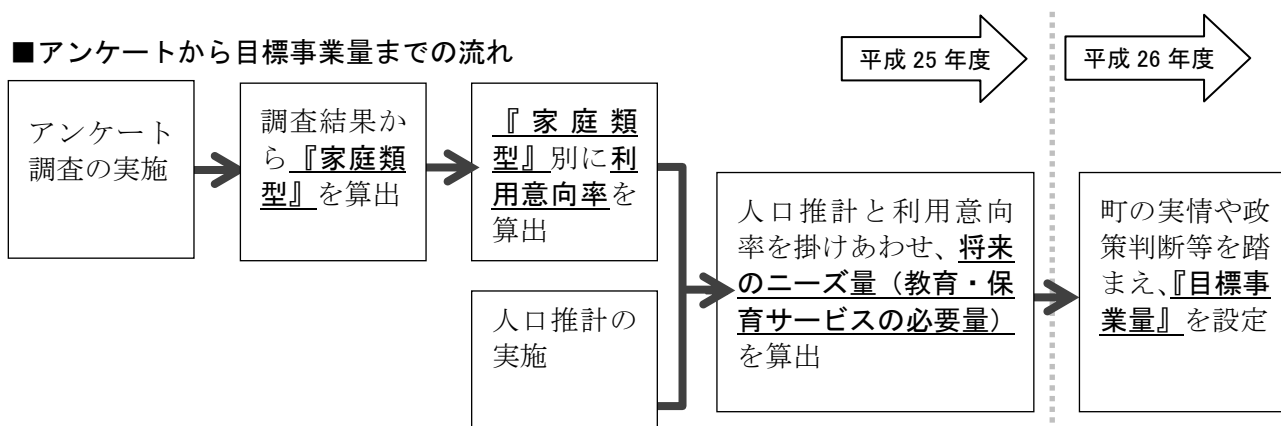 ■アンケートから目標事業量までの流れ
平成 25 年度
平成 26 年度
アンケート
調査の実施
調査結果か
ら『家庭類
型』を算出
『家庭類
型』別に利
用意向率を
算出
人口推計の
実施
人口推計と利用意向
率を掛けあわせ、将来
のニーズ量（教育・保
育サービスの必要量）
を算出
町の実情や政
策判断等を踏
まえ、『目標事
業量』を設定